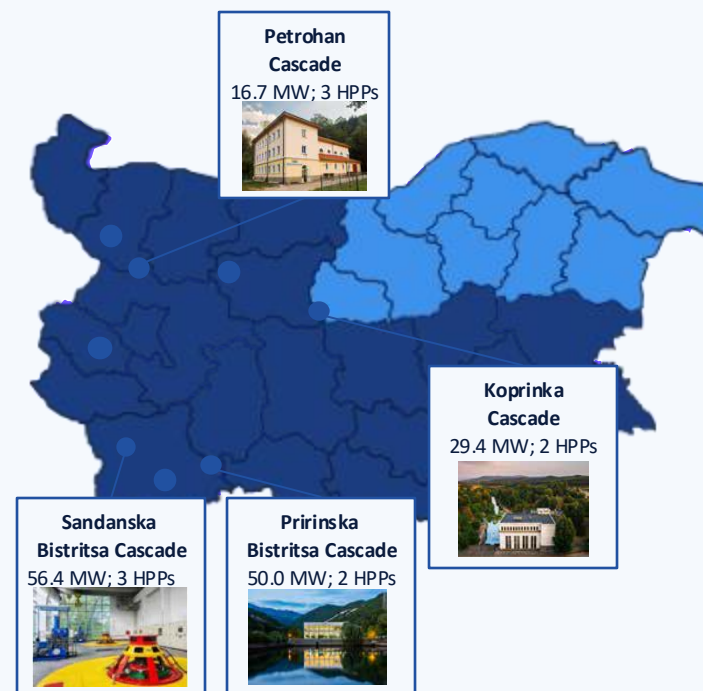 Petrohan
Cascade
16.7 MW; 3 HPPs
Koprinka
Cascade
29.4 MW; 2 HPPs
Sandanska
Bistritsa Cascade
56.4 MW; 3 HPPs
Pririnska
Bistritsa Cascade
50.0 MW; 2 HPPs